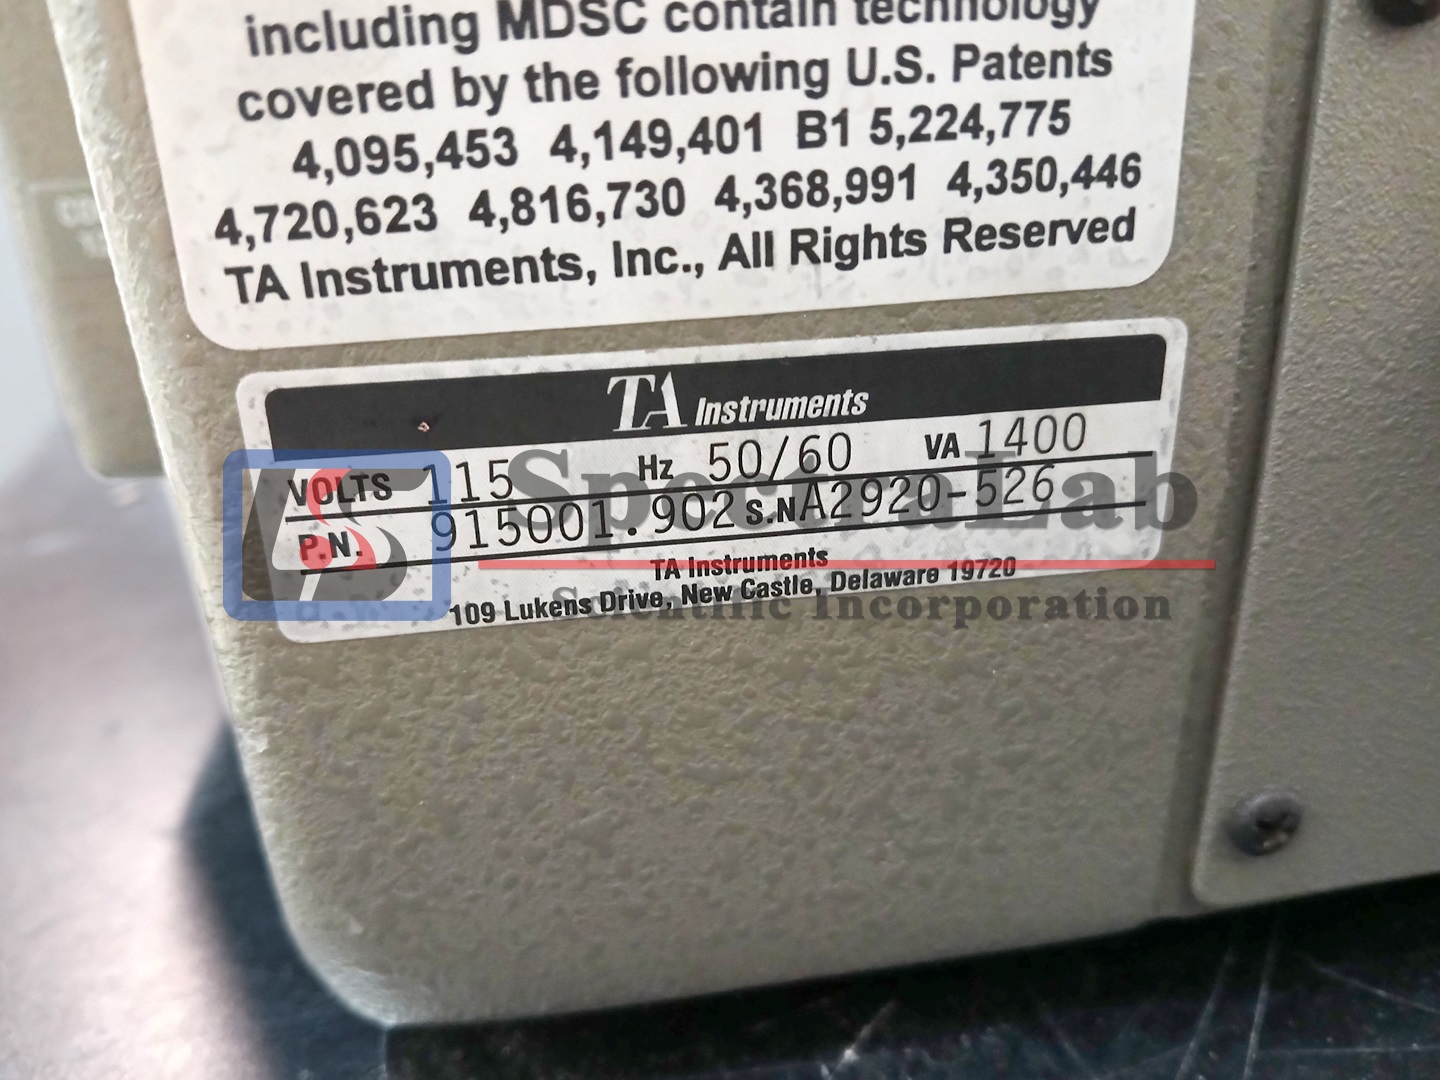 including MDSC contain technology
covered by the following U.S. Patents
4,095,453 4,149,401 B1 5,224,775
4,720,623 4,816,730 4,368,991 4,350,446
TA Instruments, Inc., All Rights Reserved
TA Instruments
VOLTS 115 Hz 50/60 VA 1400
P.N. 915001.902 S.N A2920-526
TA Instruments
109 Lukens Drive, New Castle, Delaware 19720
SpectraLab
Scientific Incorporation